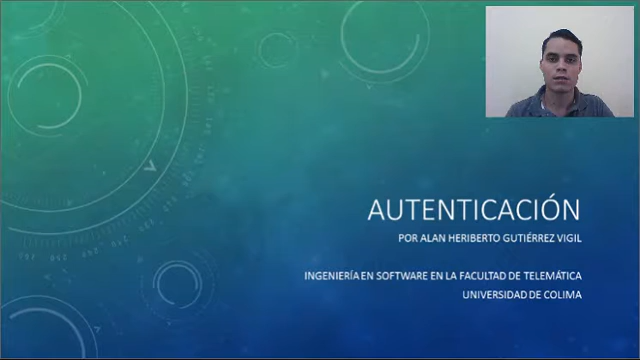 AUTENTICACIÓN
POR ALAN HERIBERTO GUTIÉRREZ VIGIL
INGENIERÍA EN SOFTWARE EN LA FACULTAD DE TELEMÁTICA
UNIVERSIDAD DE COLIMA